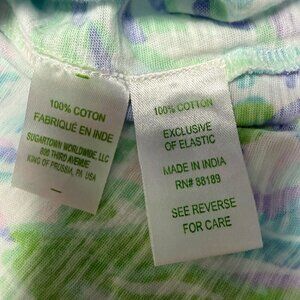 100% COTON
FABRIQUÉ EN INDE
SUGARTOWN WORLDWIDE, LLC
800 THIRD AVENUE
KING OF PRUSSIA, PA USA
100% COTTON
EXCLUSIVE
OF ELASTIC
MADE IN INDIA
RN# 88189
SEE REVERSE
FOR CARE